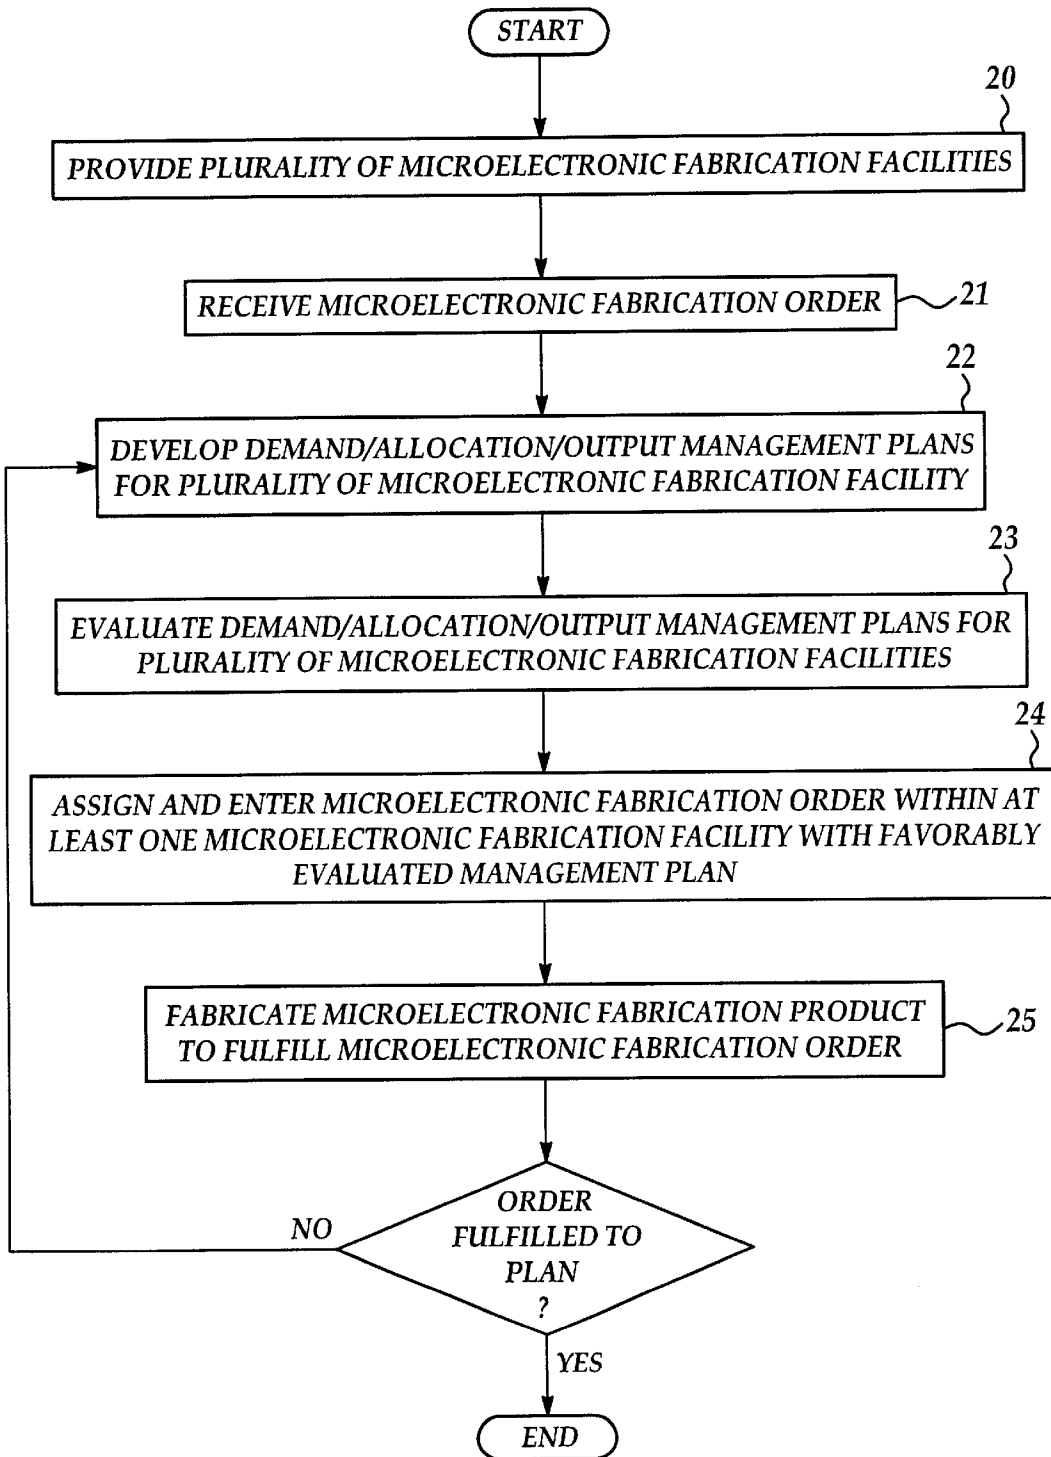 START
20
PROVIDE PLURALITY OF MICROELECTRONIC FABRICATION FACILITIES
RECEIVE MICROELECTRONIC FABRICATION ORDER
21
22
DEVELOP DEMAND/ALLOCATION/OUTPUT MANAGEMENT PLANS
FOR PLURALITY OF MICROELECTRONIC FABRICATION FACILITY
23
EVALUATE DEMAND/ALLOCATION/OUTPUT MANAGEMENT PLANS FOR
PLURALITY OF MICROELECTRONIC FABRICATION FACILITIES
24
ASSIGN AND ENTER MICROELECTRONIC FABRICATION ORDER WITHIN AT
LEAST ONE MICROELECTRONIC FABRICATION FACILITY WITH FAVORABLY
EVALUATED MANAGEMENT PLAN
FABRICATE MICROELECTRONIC FABRICATION PRODUCT
TO FULFILL MICROELECTRONIC FABRICATION ORDER
25
NO
ORDER
FULFILLED TO
PLAN
?
YES
END